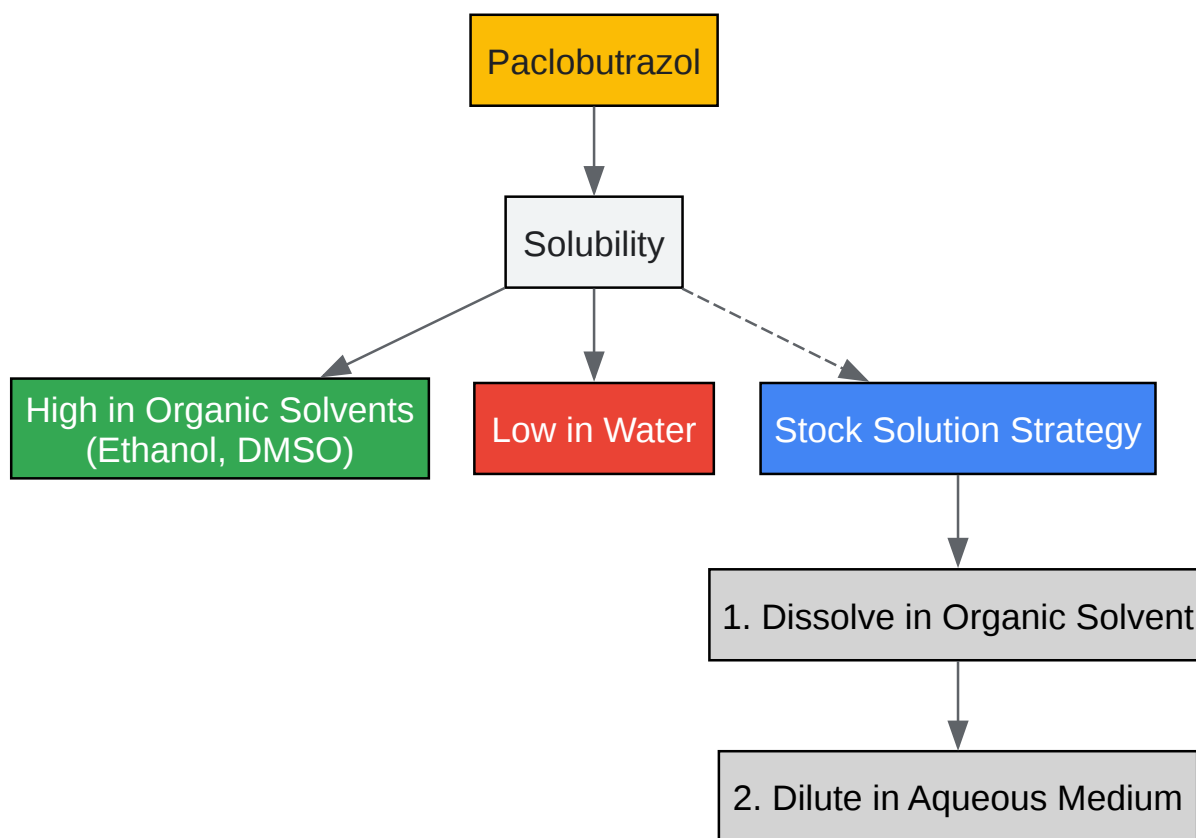 Paclobutrazol
Solubility
High in Organic Solvents
(Ethanol, DMSO)
Low in Water
Stock Solution Strategy
1. Dissolve in Organic Solvent
2. Dilute in Aqueous Medium